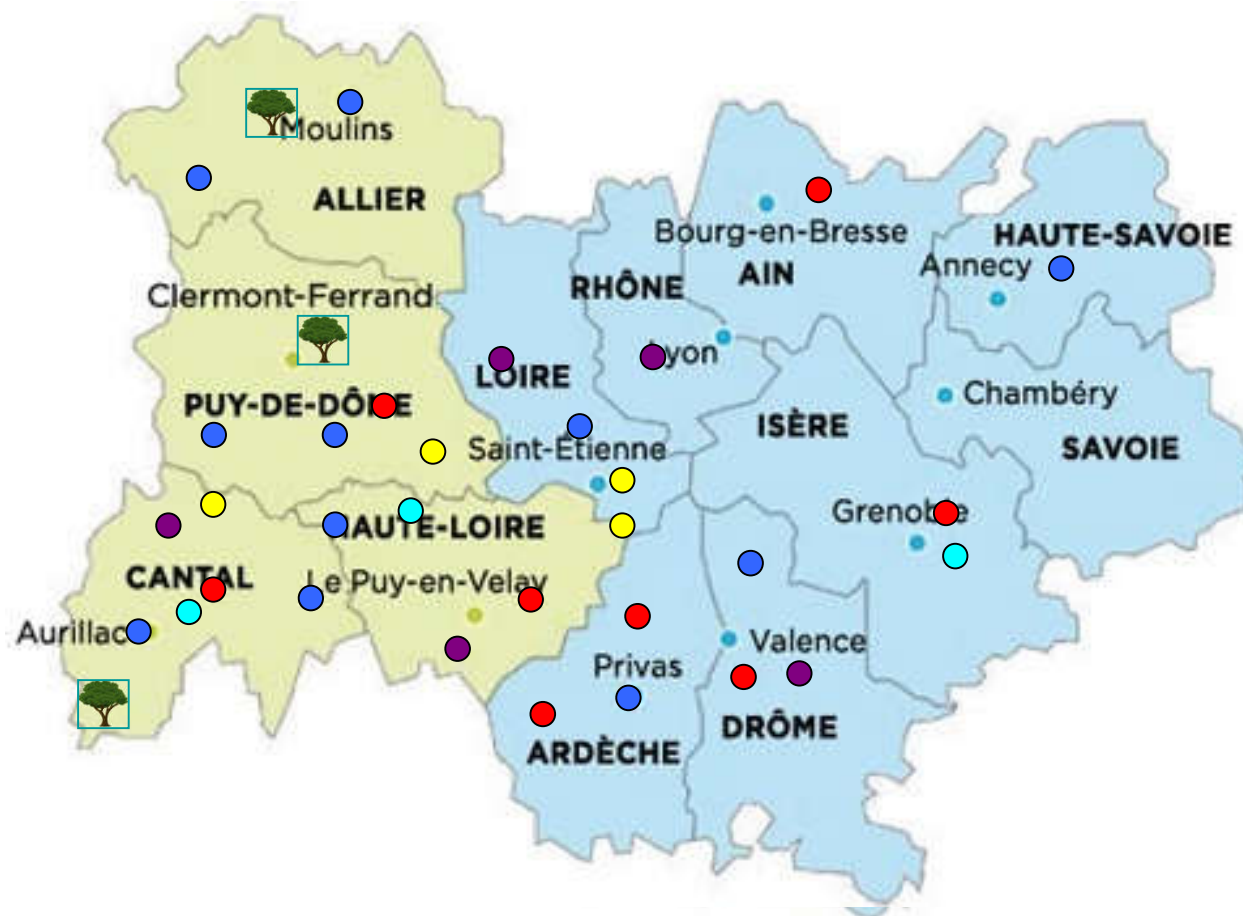 Moulins
ALLIER
Bourg-en-Bresse
HAUTE-SAVOIE
Annecy
AIN
RHÔNE
Clermont-Ferrand
Lyon
LOIRE
Chambéry
PUY-DE-DÔME
ISÈRE
SAVOIE
Saint-Étienne
Grenoble
HAUTE-LOIRE
CANTAL
Le Puy-en-Velay
Aurillac
Valence
Privas
DRÔME
ARDÈCHE